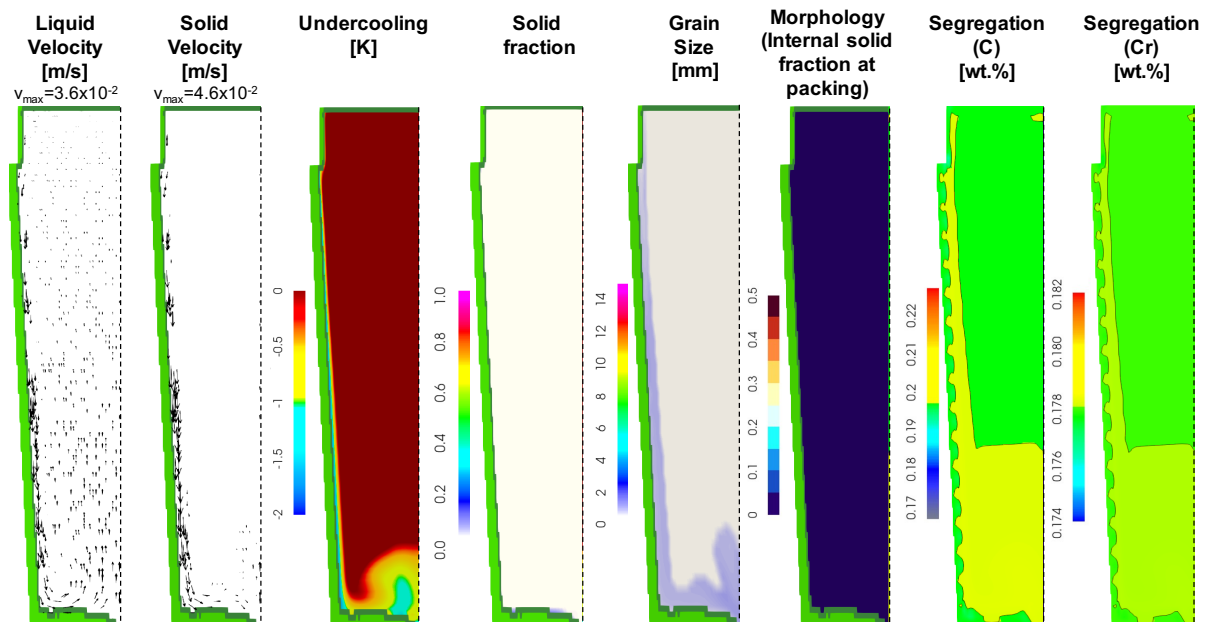 Liquid
Velocity
[m/s]
vmax=3.6x10-2
Solid
Velocity
[m/s]
vmax=4.6x10-2
Undercooling
[K]
Solid
fraction
Grain
Size
[mm]
Morphology
(Internal solid
fraction at
packing)
Segregation
(C)
[wt.%]
Segregation
(Cr)
[wt.%]
0
-0.5
-1
-1.5
-2
1.0
0.8
0.6
0.4
0.2
0.0
14
12
10
8
6
4
2
0
0.5
0.4
0.3
0.2
0.1
0
0.22
0.21
0.2
0.19
0.18
0.17
0.182
0.180
0.178
0.176
0.174